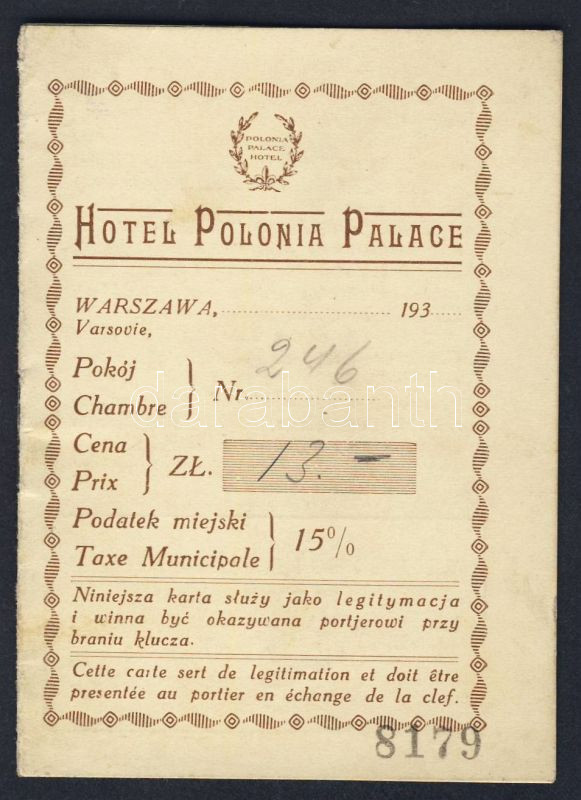 POLONIA
PALACE
HOTEL
HOTEL POLONIA PALACE
WARSZAWA, 193
Varsovie,
Pokój
Chambre } Nr. 246
Cena
Prix } ZŁ. 13.—
Podatek miejski
Taxe Municipale } 15%
Niniejsza karta służy jako legitymacja
i winna być okazywana portjerowi przy
braniu klucza.
Cette carte sert de legitimation et doit être
presentée au portier en échange de la clef.
8179
darabanth